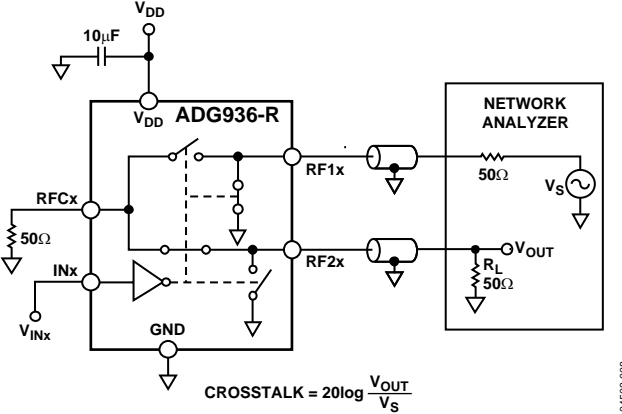 VDD
10µF
VDD
ADG936-R
NETWORK
ANALYZER
RF1x
50Ω
VS
RFCx
50Ω
RF2x
VOUT
RL
50Ω
INx
VINx
GND
CROSSTALK = 20log VOUT
VS